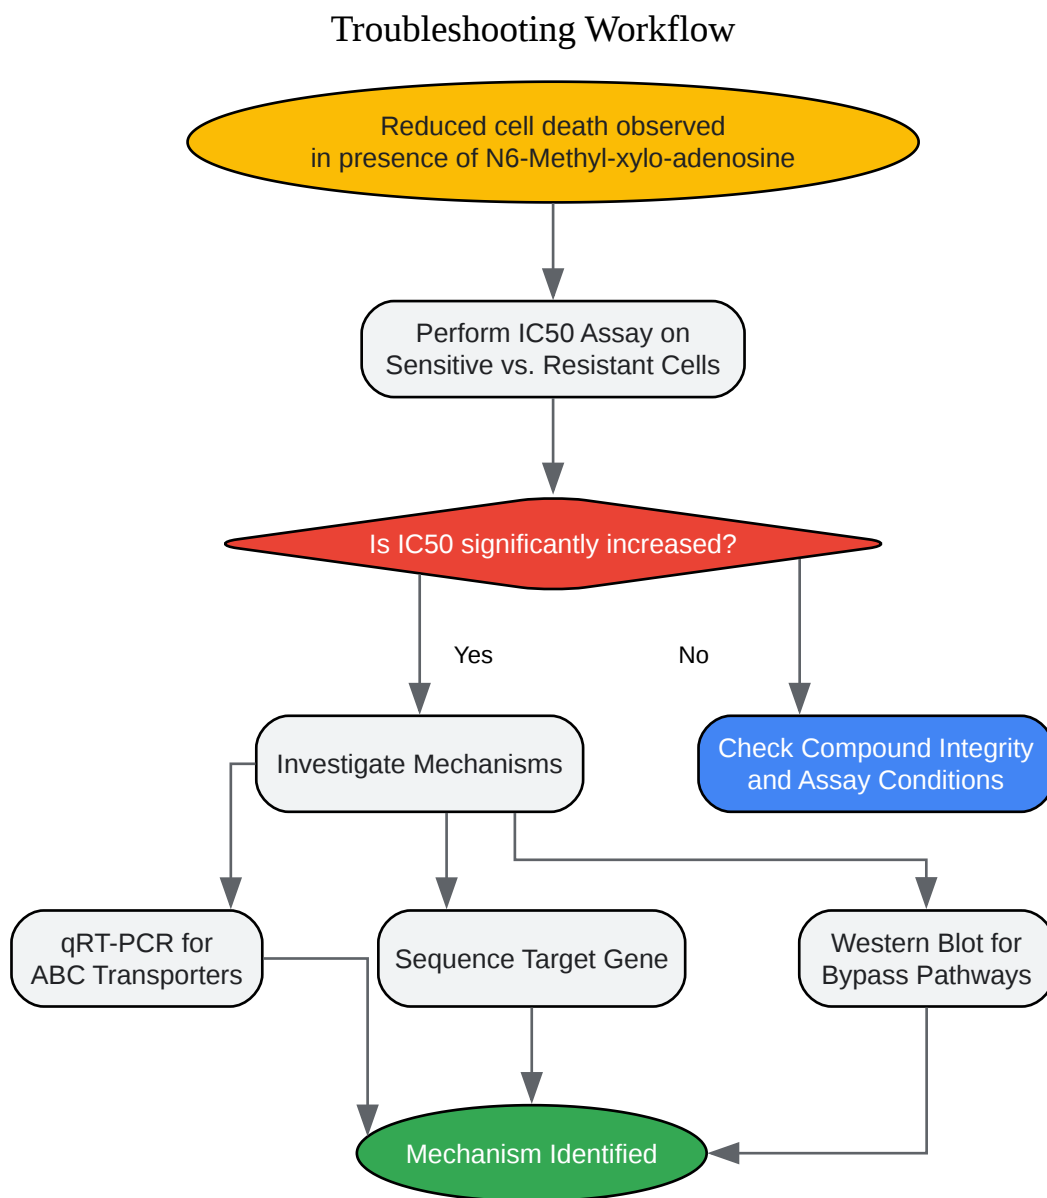 Troubleshooting Workflow
Reduced cell death observed
in presence of N6-Methyl-xylo-adenosine
Perform IC50 Assay on
Sensitive vs. Resistant Cells
Is IC50 significantly increased?
Yes
No
Investigate Mechanisms
Check Compound Integrity
and Assay Conditions
qRT-PCR for
ABC Transporters
Sequence Target Gene
Western Blot for
Bypass Pathways
Mechanism Identified